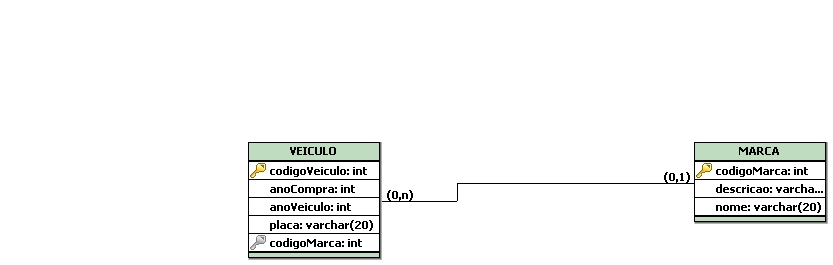 VEICULO
codigoVeiculo: int
anoCompra: int
anoVeiculo: int
placa: varchar(20)
codigoMarca: int
(0,n)
(0,1)
MARCA
codigoMarca: int
descricao: varcha...
nome: varchar(20)